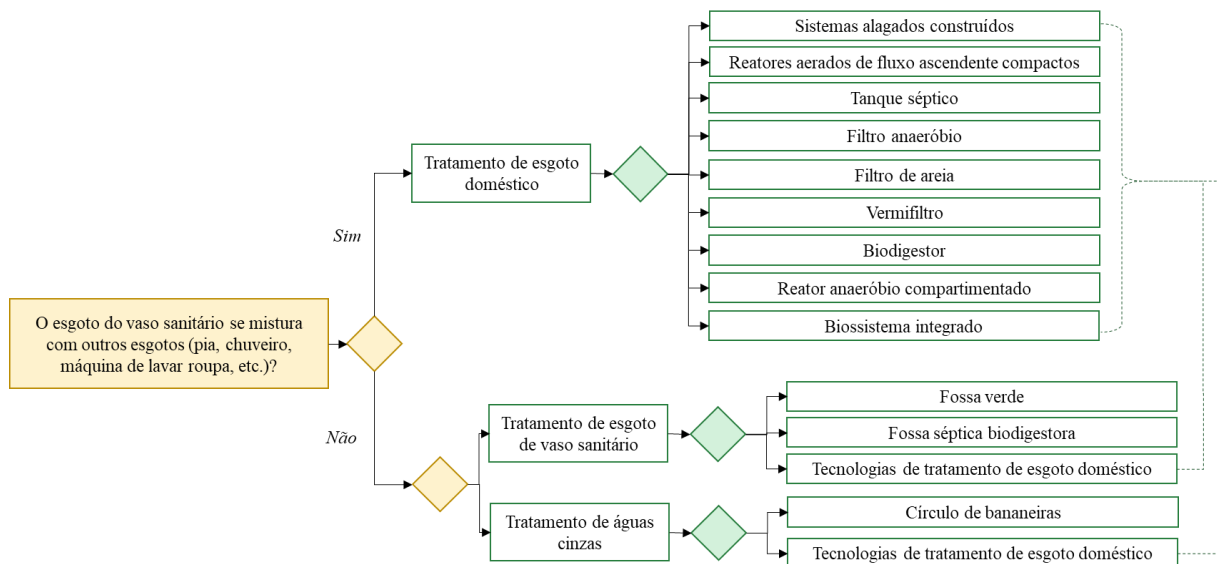 O esgoto do vaso sanitário se mistura
com outros esgotos (pia, chuveiro,
máquina de lavar roupa, etc.)?
Sim
Tratamento de esgoto
doméstico
Sistemas alagados construídos
Reatores aerados de fluxo ascendente compactos
Tanque séptico
Filtro anaeróbio
Filtro de areia
Vermifiltro
Biodigestor
Reator anaeróbio compartimentado
Biossistema integrado
Não
Tratamento de esgoto
de vaso sanitário
Fossa verde
Fossa séptica biodigestora
Tecnologias de tratamento de esgoto doméstico
Tratamento de águas
cinzas
Círculo de bananeiras
Tecnologias de tratamento de esgoto doméstico